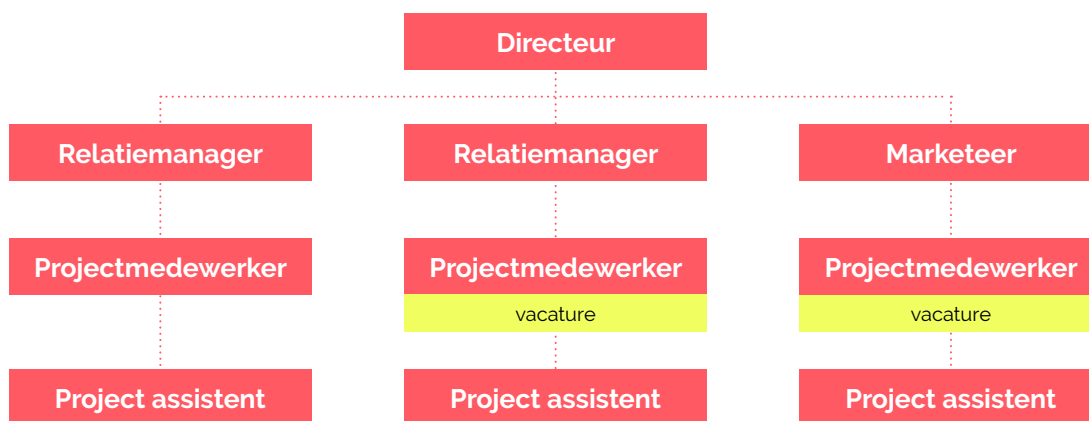 Directeur
Relatiemanager
Relatiemanager
Marketeer
Projectmedewerker
Projectmedewerker
Projectmedewerker
vacature
vacature
Project assistent
Project assistent
Project assistent